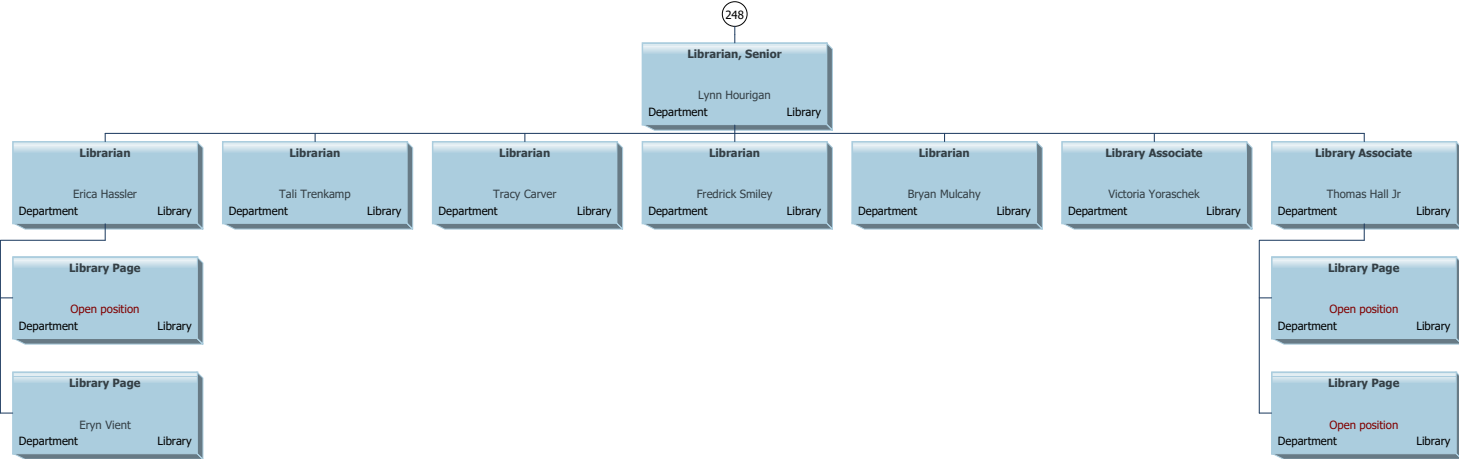 248
Librarian, Senior
Lynn Hourigan
Department Library
Librarian
Erica Hassler
Department Library
Librarian
Tali Trenkamp
Department Library
Librarian
Tracy Carver
Department Library
Librarian
Fredrick Smiley
Department Library
Librarian
Bryan Mulcahy
Department Library
Library Associate
Victoria Yoraschek
Department Library
Library Associate
Thomas Hall Jr
Department Library
Library Page
Open position
Department Library
Library Page
Eryn Vient
Department Library
Library Page
Open position
Department Library
Library Page
Open position
Department Library